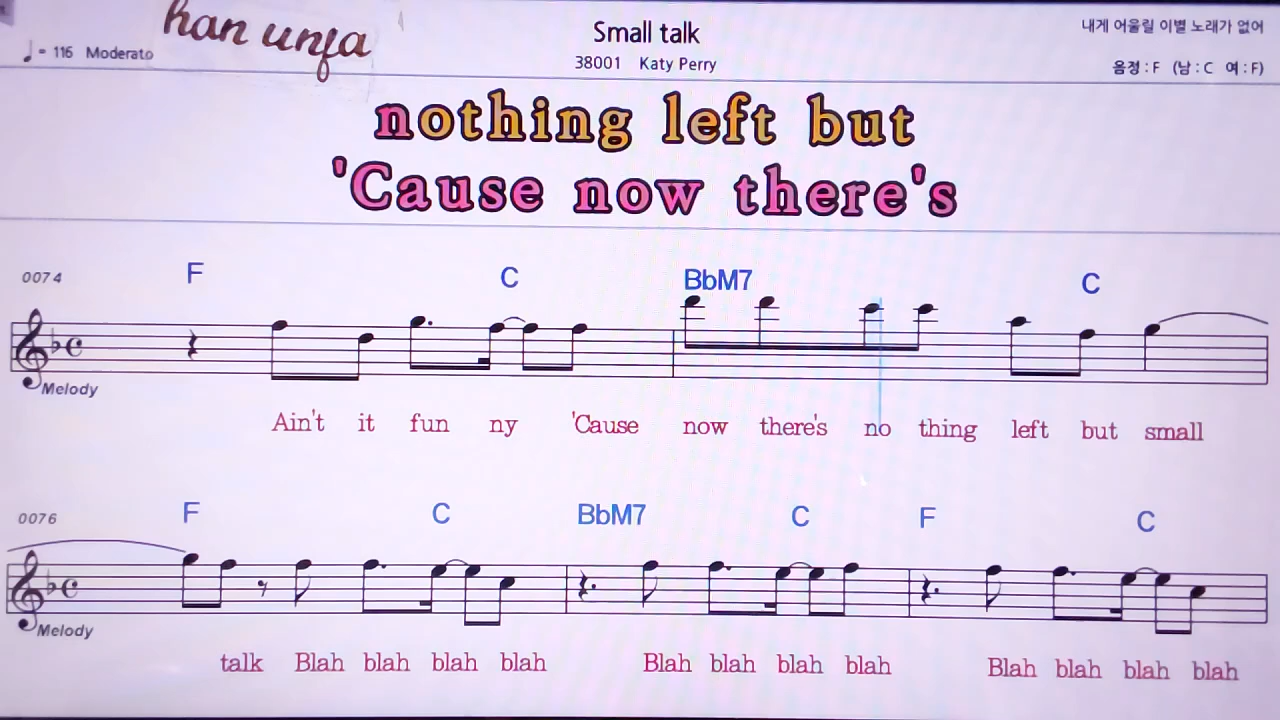 han unja
Small talk
내게 어울릴 이별 노래가 없어
♩= 116 Moderato
38001 Katy Perry
음정 : F (남 : C 여 : F)
nothing left but
'Cause now there's
0074 F C BbM7 C
Melody
Ain't it fun ny 'Cause now there's no thing left but small
0076 F C BbM7 C F C
Melody
talk Blah blah blah blah Blah blah blah blah Blah blah blah blah